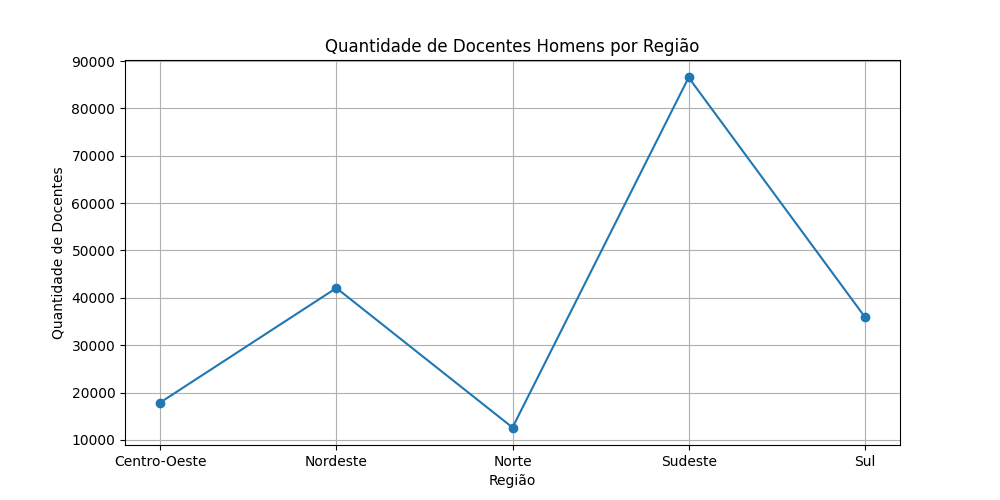 Quantidade de Docentes Homens por Região
90000
80000
70000
60000
50000
40000
30000
20000
10000
Quantidade de Docentes
Centro-Oeste Nordeste Norte Sudeste Sul
Região